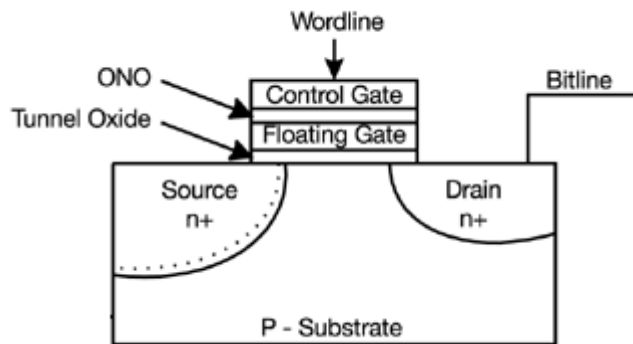 Wordline
ONO
Bitline
Control Gate
Tunnel Oxide
Floating Gate
Source
n+
Drain
n+
P - Substrate